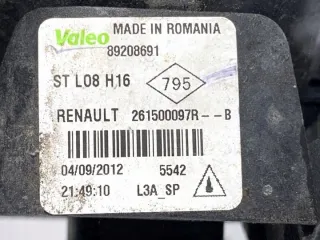 Valeo MADE IN ROMANIA
89208691
ST L08 H16 795
RENAULT 261500097R--B
04/09/2012 5542
21:49:10 L3A_SP